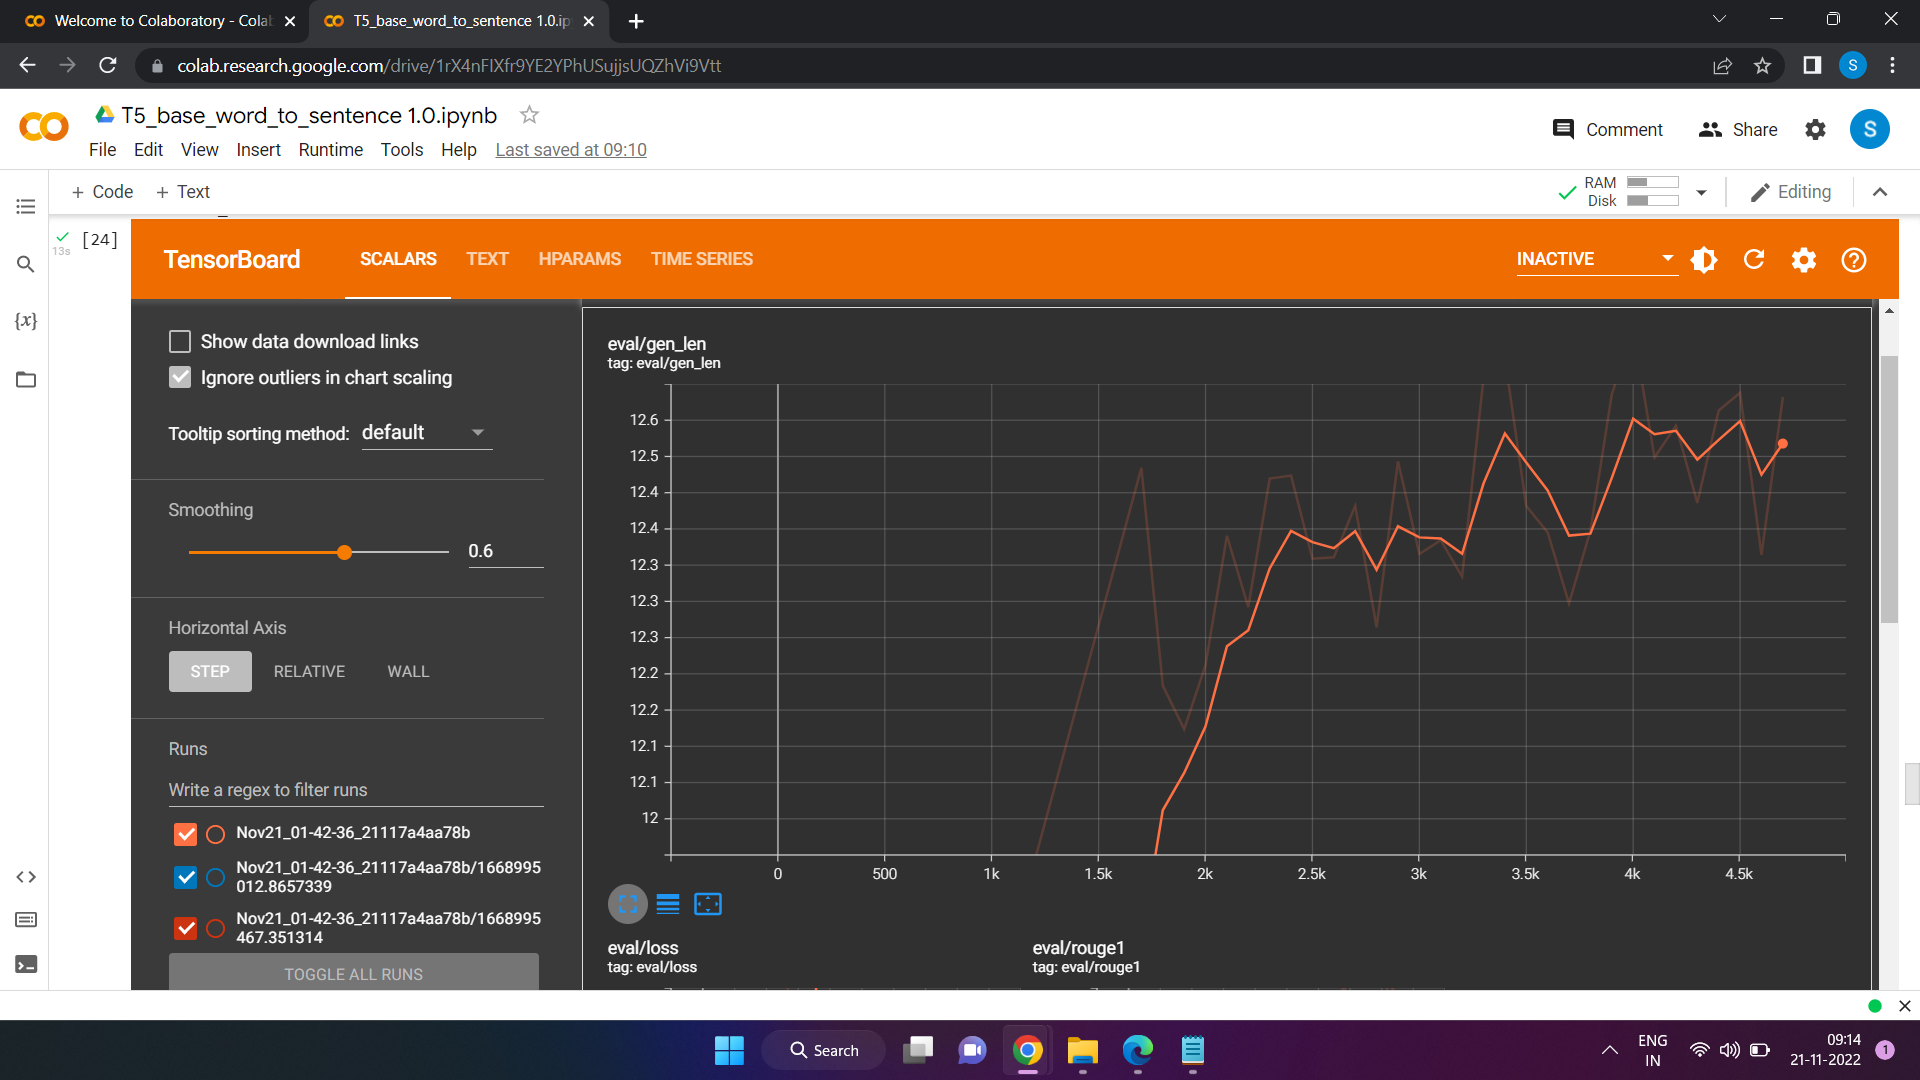 Welcome to Colaboratory - Colab
T5_base_word_to_sentence 1.0.ip
colab.research.google.com/drive/1rX4nFlXfr9YE2YPhUSujjsUQZhVi9Vtt
S
T5_base_word_to_sentence 1.0.ipynb
Comment
Share
S
File Edit View Insert Runtime Tools Help Last saved at 09:10
+ Code + Text
RAM
Disk
Editing
[24]
13s
{x}
TensorBoard
SCALARS TEXT HPARAMS TIME SERIES
INACTIVE
Show data download links
Ignore outliers in chart scaling
Tooltip sorting method: default
Smoothing
0.6
Horizontal Axis
STEP RELATIVE WALL
Runs
Write a regex to filter runs
Nov21_01-42-36_21117a4aa78b
Nov21_01-42-36_21117a4aa78b/1668995
012.8657339
Nov21_01-42-36_21117a4aa78b/1668995
467.351314
TOGGLE ALL RUNS
eval/gen_len
tag: eval/gen_len
12.6
12.5
12.4
12.4
12.3
12.3
12.3
12.2
12.2
12.1
12.1
12
0 500 1k 1.5k 2k 2.5k 3k 3.5k 4k 4.5k
eval/loss
tag: eval/loss
eval/rouge1
tag: eval/rouge1
Search
ENG
IN
09:14
21-11-2022
1